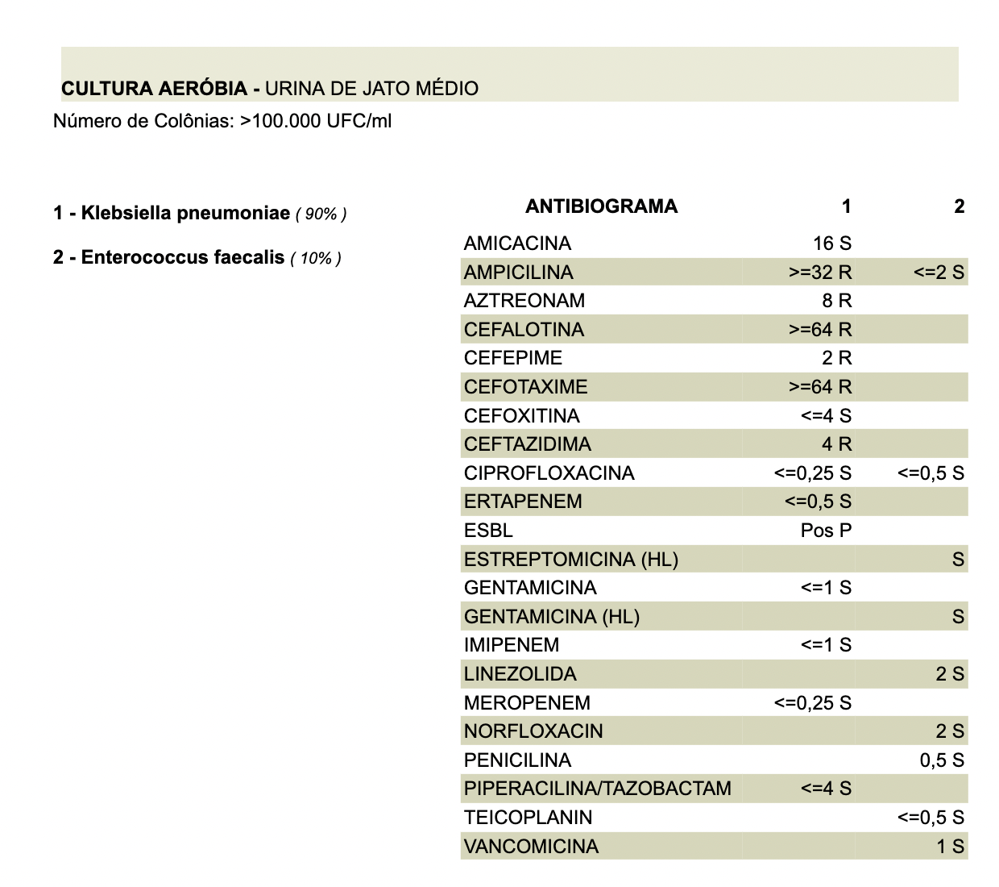 CULTURA AERÓBIA - URINA DE JATO MÉDIO
Número de Colônias: >100.000 UFC/ml
1 - Klebsiella pneumoniae ( 90% )
2 - Enterococcus faecalis ( 10% )
ANTIBIOGRAMA 1 2
AMICACINA 16 S
AMPICILINA >=32 R <=2 S
AZTREONAM 8 R
CEFALOTINA >=64 R
CEFEPIME 2 R
CEFOTAXIME >=64 R
CEFOXITINA <=4 S
CEFTAZIDIMA 4 R
CIPROFLOXACINA <=0,25 S <=0,5 S
ERTAPENEM <=0,5 S
ESBL Pos P
ESTREPTOMICINA (HL) S
GENTAMICINA <=1 S
GENTAMICINA (HL) S
IMIPENEM <=1 S
LINEZOLIDA 2 S
MEROPENEM <=0,25 S
NORFLOXACIN 2 S
PENICILINA 0,5 S
PIPERACILINA/TAZOBACTAM <=4 S
TEICOPLANIN <=0,5 S
VANCOMICINA 1 S